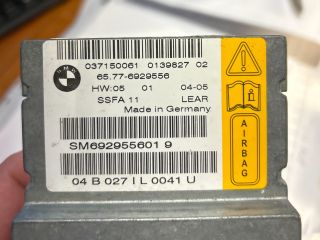 BMW
037150061 0139827 02
65.77-6929556
HW:05 01 04-05
SSFA 11 LEAR
Made in Germany
SM692955601 9
04 B 027 I L 0041 U
AIRBAG